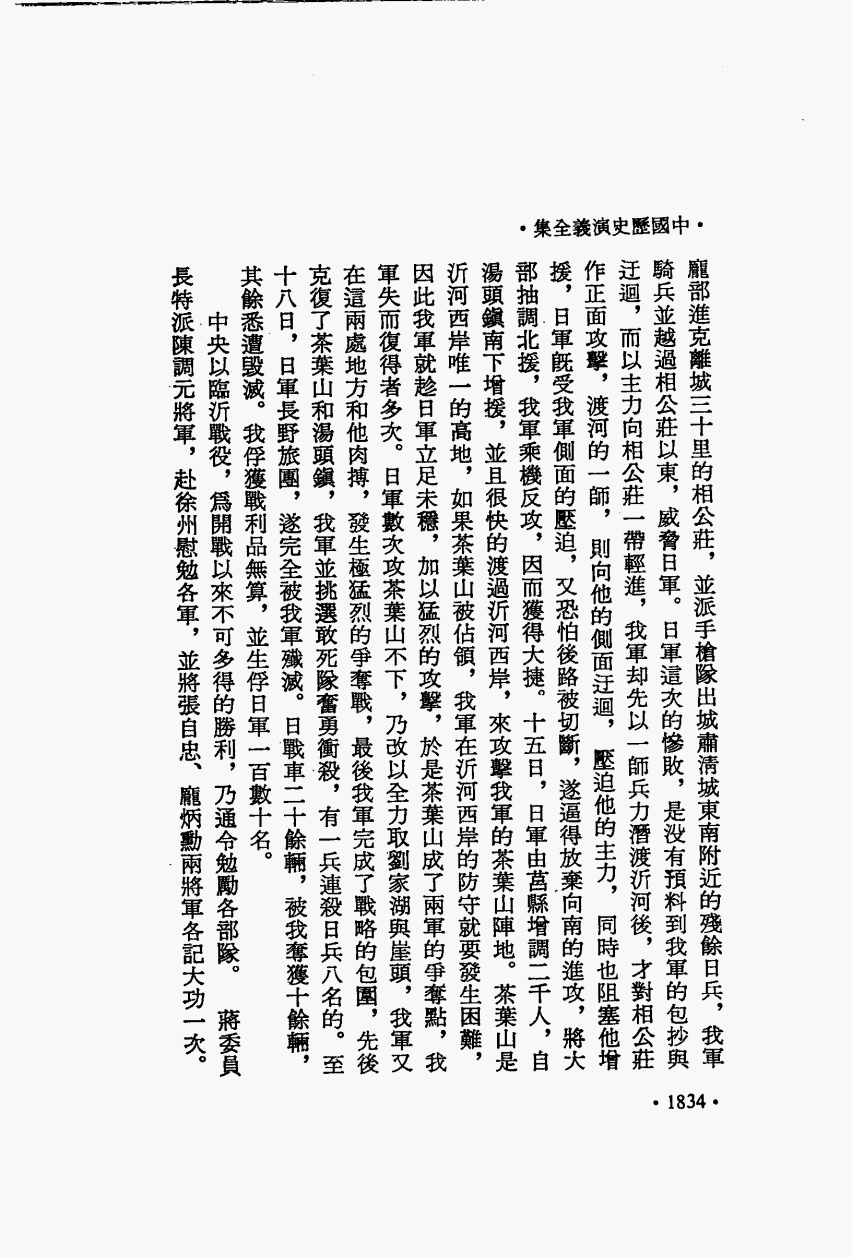 ·中國歷史演義全集·
龐部進克離城三十里的相公莊，並派手槍隊出城肅淸城東南附近的殘餘日兵，我軍
騎兵並越過相公莊以東，威脅日軍。日軍這次的慘敗，是没有預料到我軍的包抄與
迂迴，而以主力向相公莊一帶輕進，我軍却先以一師兵力潛渡沂河後，才對相公莊
作正面攻擊，渡河的一師，則向他的側面迂迴，壓迫他的主力，同時也阻塞他增
援，日軍旣受我軍側面的壓迫，又恐怕後路被切斷，遂逼得放棄向南的進攻，將大
部抽調北援，我軍乘機反攻，因而獲得大捷。十五日，日軍由莒縣增調二千人，自
湯頭鎭南下增援，並且很快的渡過沂河西岸，來攻擊我軍的茶葉山陣地。茶葉山是
沂河西岸唯一的高地，如果茶葉山被佔領，我軍在沂河西岸的防守就要發生困難，
因此我軍就趁日軍立足未穩，加以猛烈的攻擊，於是茶葉山成了兩軍的爭奪點，我
軍失而復得者多次。日軍數次攻茶葉山不下，乃改以全力取劉家湖與崖頭，我軍又
在這兩處地方和他肉搏，發生極猛烈的爭奪戰，最後我軍完成了戰略的包圍，先後
克復了茶葉山和湯頭鎭，我軍並挑選敢死隊奮勇衝殺，有一兵連殺日兵八名的。至
十八日，日軍長野旅團，遂完全被我軍殲滅。日戰車二十餘輛，被我奪獲十餘輛，
其餘悉遭毀滅。我俘獲戰利品無算，並生俘日軍一百數十名。
中央以臨沂戰役，爲開戰以來不可多得的勝利，乃通令勉勵各部隊。　蔣委員
長特派陳調元將軍，赴徐州慰勉各軍，並將張自忠、龐炳勳兩將軍各記大功一次。
·1834·